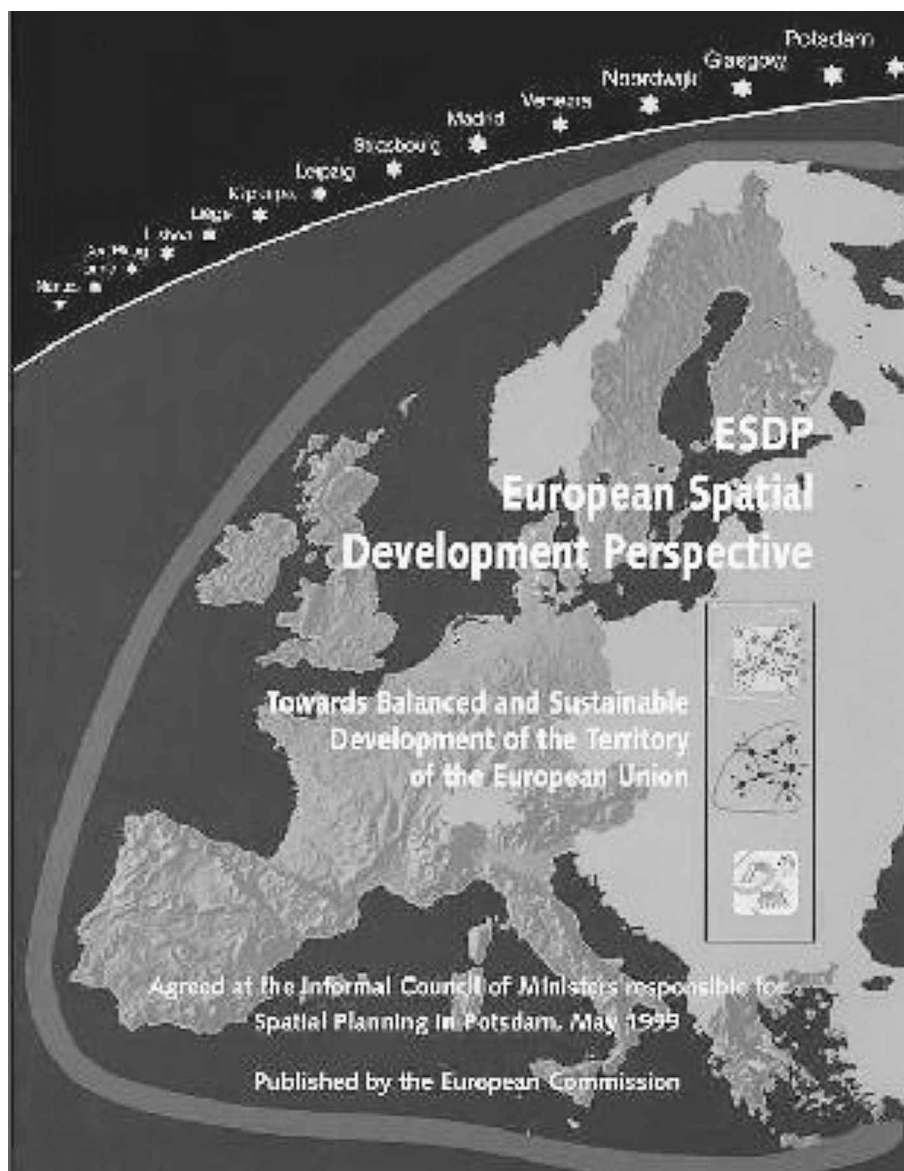 Potsdam
Glasgow
Noordwijk
Venezia
Madrid
Strasbourg
Leipzig
Liège
Lisboa
ESDP
European Spatial
Development Perspective
Towards Balanced and Sustainable
Development of the Territory
of the European Union
Agreed at the Informal Council of Ministers responsible for
Spatial Planning in Potsdam, May 1999
Published by the European Commission